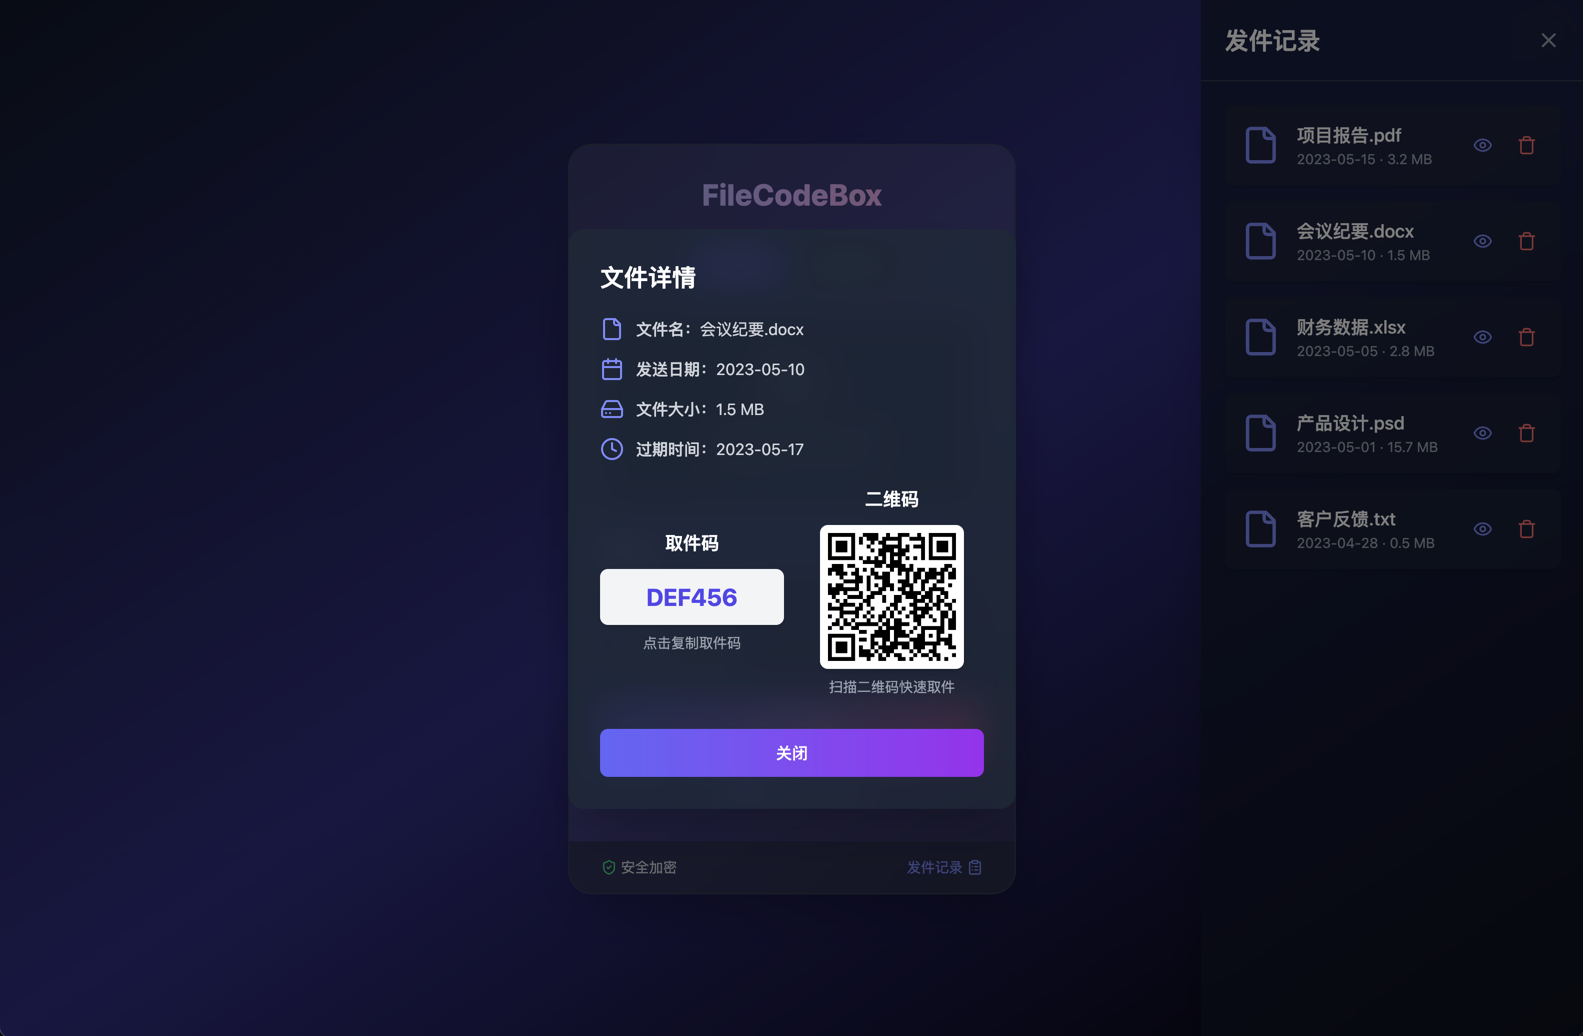 FileCodeBox
文件详情
文件名：会议纪要.docx
发送日期：2023-05-10
文件大小：1.5 MB
过期时间：2023-05-17
取件码
DEF456
点击复制取件码
二维码
扫描二维码快速取件
关闭
安全加密
发件记录
发件记录
项目报告.pdf
2023-05-15 · 3.2 MB
会议纪要.docx
2023-05-10 · 1.5 MB
财务数据.xlsx
2023-05-05 · 2.8 MB
产品设计.psd
2023-05-01 · 15.7 MB
客户反馈.txt
2023-04-28 · 0.5 MB